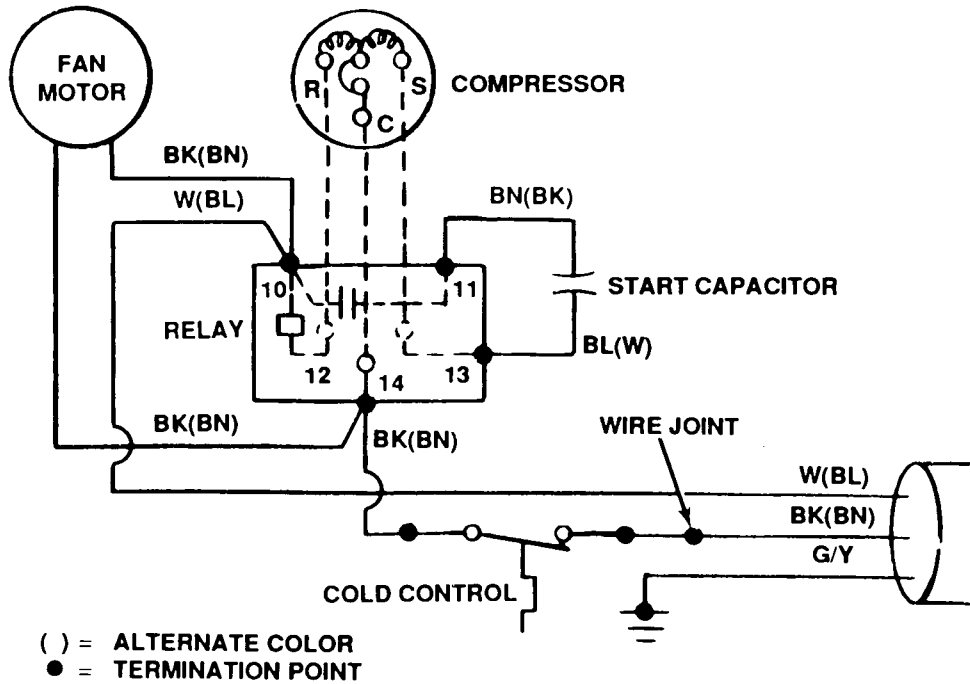 FAN
MOTOR
R
S
C
COMPRESSOR
BK(BN)
W(BL)
BN(BK)
10
11
START CAPACITOR
RELAY
12
14
13
BL(W)
BK(BN)
BK(BN)
WIRE JOINT
W(BL)
BK(BN)
G/Y
COLD CONTROL
( ) = ALTERNATE COLOR
● = TERMINATION POINT